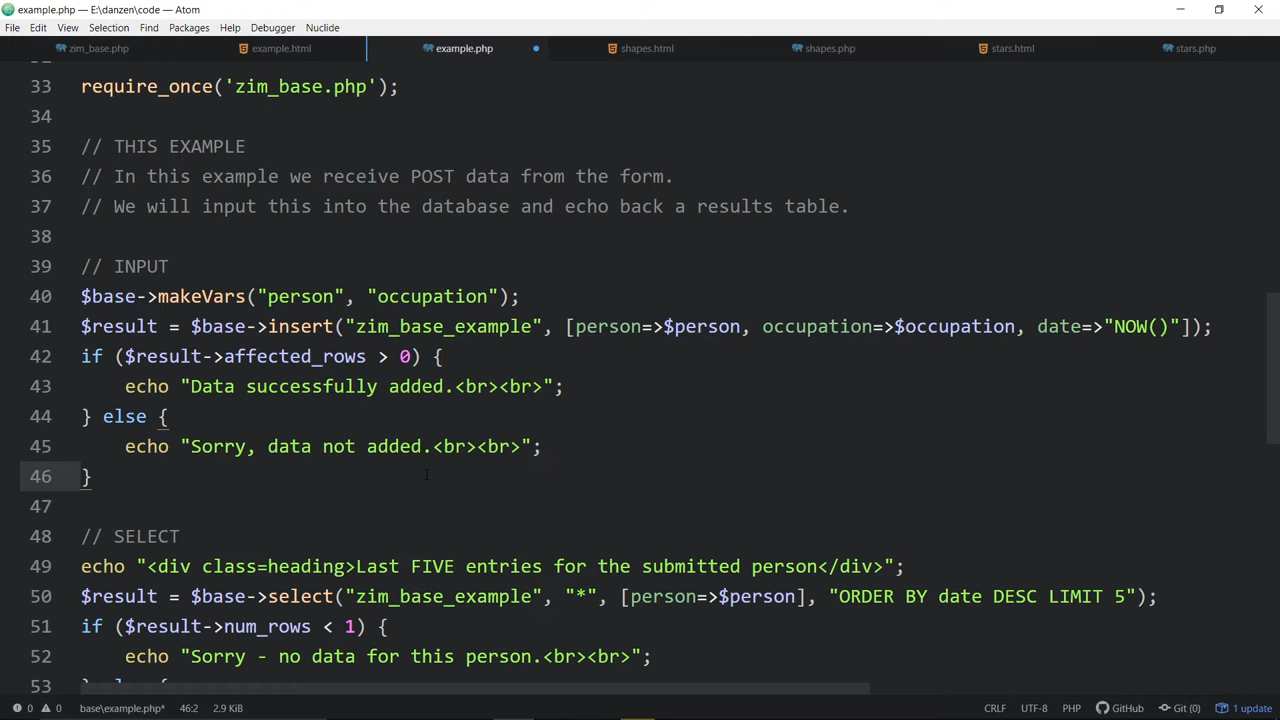 example.php — E:\danzen\code — Atom
File Edit View Selection Find Packages Help Debugger Nuclide
zim_base.php example.html example.php shapes.html shapes.php stars.html stars.php
33 require_once('zim_base.php');
34
35 // THIS EXAMPLE
36 // In this example we receive POST data from the form.
37 // We will input this into the database and echo back a results table.
38
39 // INPUT
40 $base->makeVars("person", "occupation");
41 $result = $base->insert("zim_base_example", [person=>$person, occupation=>$occupation, date=>"NOW()"]);
42 if ($result->affected_rows > 0) {
43 echo "Data successfully added.<br><br>";
44 } else {
45 echo "Sorry, data not added.<br><br>";
46 }
47
48 // SELECT
49 echo "<div class=heading>Last FIVE entries for the submitted person</div>";
50 $result = $base->select("zim_base_example", "*", [person=>$person], "ORDER BY date DESC LIMIT 5");
51 if ($result->num_rows < 1) {
52 echo "Sorry - no data for this person.<br><br>";
53 } else {
0 0 base\example.php* 46:2 2.9 KiB CRLF UTF-8 PHP GitHub Git (0) 1 update